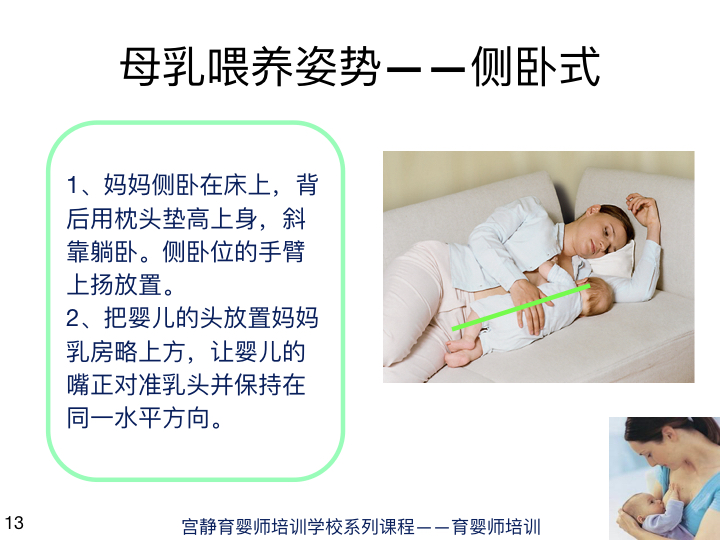 母乳喂养姿势——侧卧式
1、妈妈侧卧在床上，背
后用枕头垫高上身，斜
靠躺卧。侧卧位的手臂
上扬放置。
2、把婴儿的头放置妈妈
乳房略上方，让婴儿的
嘴正对准乳头并保持在
同一水平方向。
13
宫静育婴师培训学校系列课程——育婴师培训